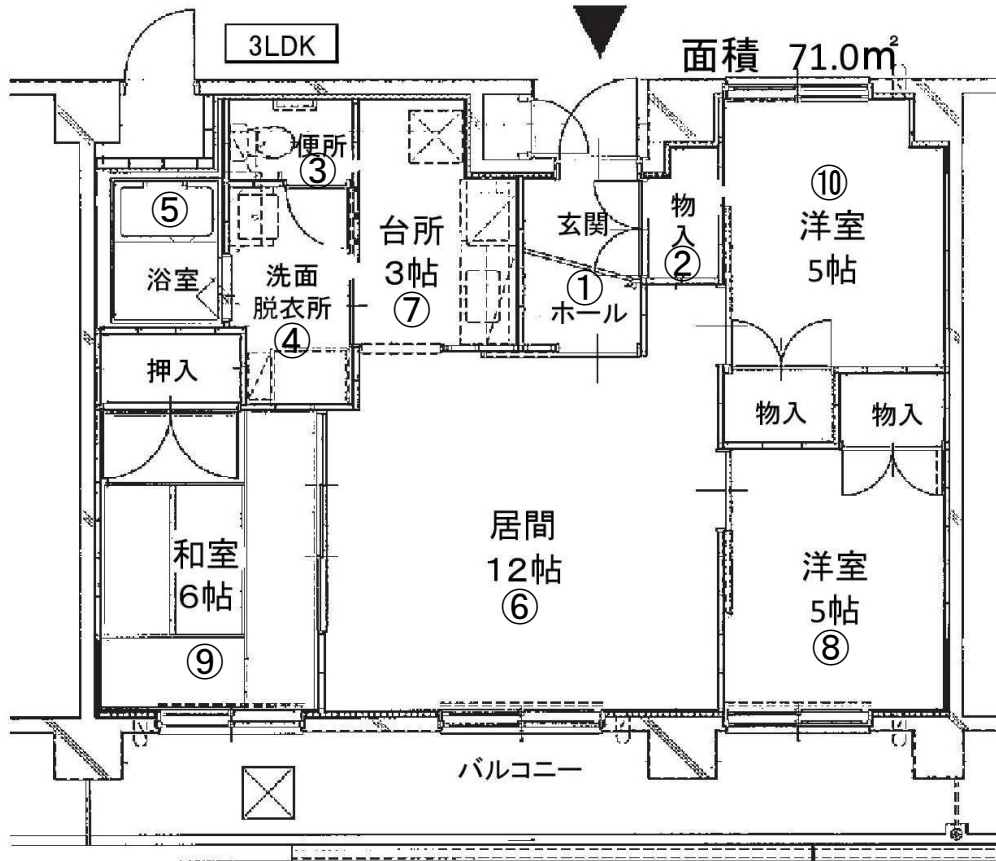 3LDK
面積 71.0㎡
便所
③
台所
3帖
⑦
玄関
①
ホール
物
入
②
⑩
洋室
5帖
⑤
浴室
洗面
脱衣所
④
押入
物入
物入
和室
6帖
⑨
居間
12帖
⑥
洋室
5帖
⑧
バルコニー